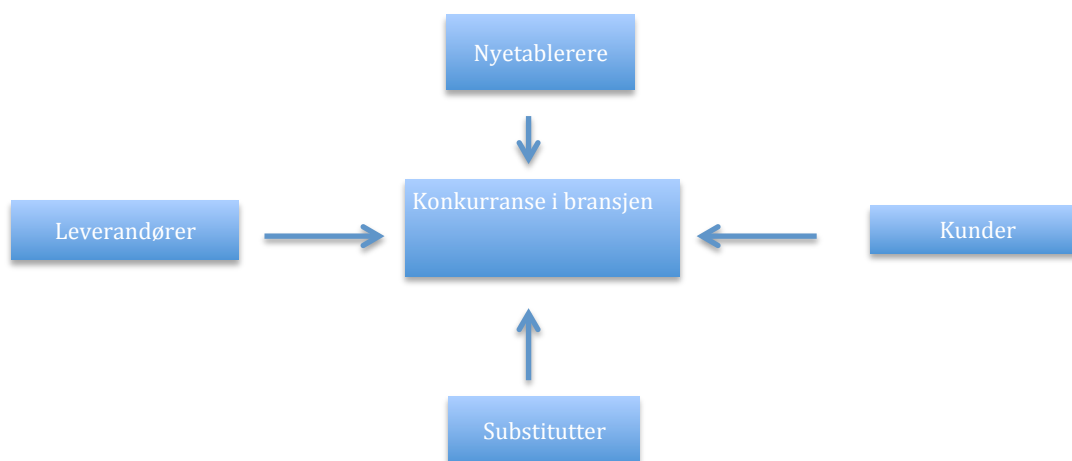 Nyetablerere
Konkurranse i bransjen
Leverandører
Kunder
Substitutter